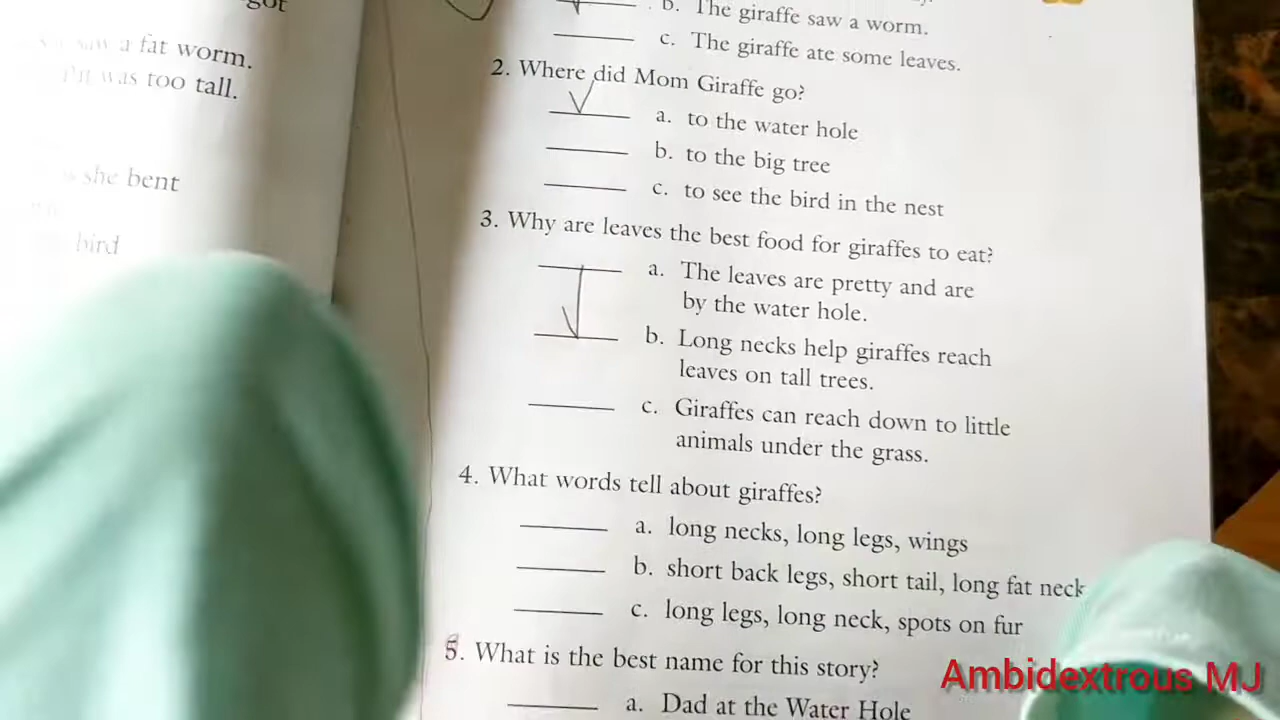 got
saw a fat worm.
Pit was too tall.
she bent
bird
b. The giraffe saw a worm.
c. The giraffe ate some leaves.
2. Where did Mom Giraffe go?
a. to the water hole
b. to the big tree
c. to see the bird in the nest
3. Why are leaves the best food for giraffes to eat?
a. The leaves are pretty and are
by the water hole.
b. Long necks help giraffes reach
leaves on tall trees.
c. Giraffes can reach down to little
animals under the grass.
4. What words tell about giraffes?
a. long necks, long legs, wings
b. short back legs, short tail, long fat neck
c. long legs, long neck, spots on fur
5. What is the best name for this story?
a. Dad at the Water Hole
Ambidextrous MJ